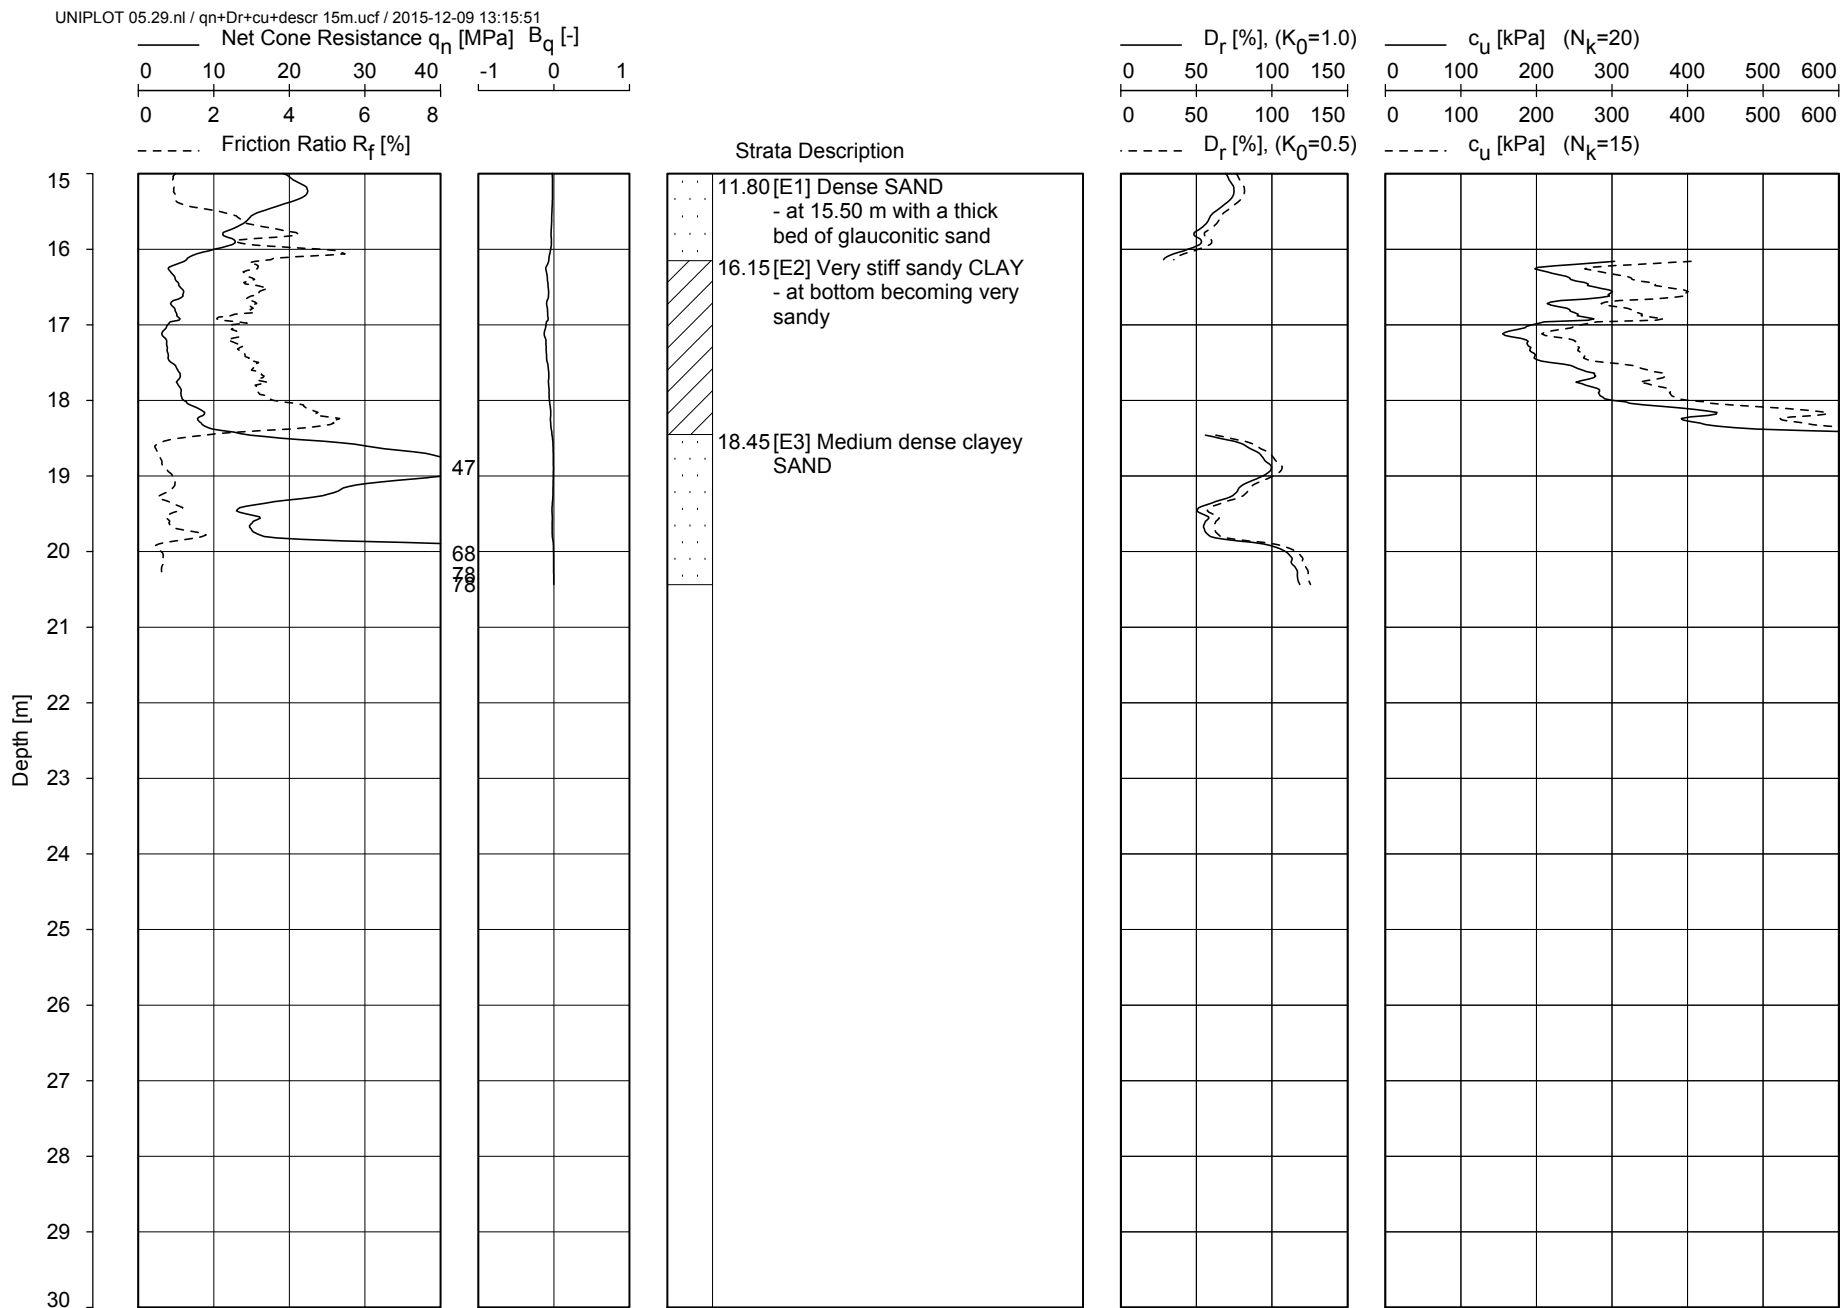 UNIPLOT 05.29.nl / qn+Dr+cu+descr 15m.ucf / 2015-12-09 13:15:51
Net Cone Resistance qn [MPa]
Bq [-]
Dr [%], (K0=1.0)
cu [kPa] (Nk=20)
0 10 20 30 40
-1 0 1
0 50 100 150
0 100 200 300 400 500 600
0 2 4 6 8
0 50 100 150
0 100 200 300 400 500 600
Friction Ratio Rf [%]
Strata Description
Dr [%], (K0=0.5)
cu [kPa] (Nk=15)
15
11.80 [E1] Dense SAND
- at 15.50 m with a thick
bed of glauconitic sand
16
16.15 [E2] Very stiff sandy CLAY
- at bottom becoming very
sandy
17
18
18.45 [E3] Medium dense clayey
SAND
47
19
20
68
78
78
21
22
Depth [m]
23
24
25
26
27
28
29
30